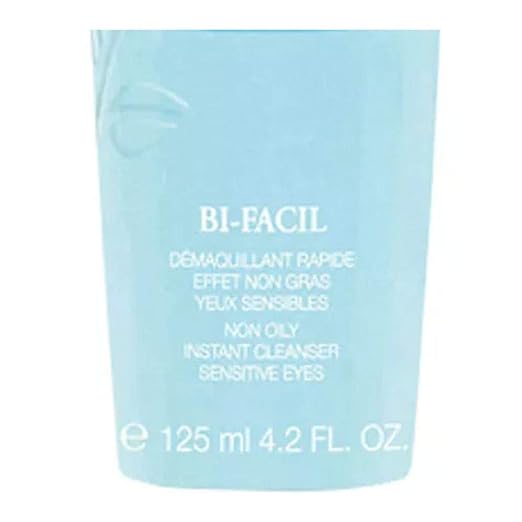 BI-FACIL
DÉMAQUILLANT RAPIDE
EFFET NON GRAS
YEUX SENSIBLES
NON OILY
INSTANT CLEANSER
SENSITIVE EYES
℮ 125 ml 4.2 FL. OZ.